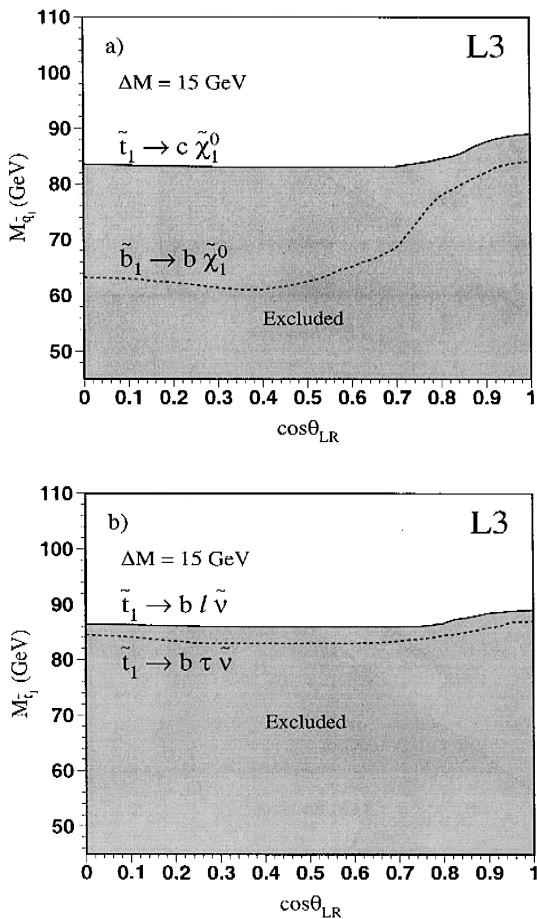 a)
L3
ΔM = 15 GeV
t̃₁ → c χ̃₁⁰
b̃₁ → b χ̃₁⁰
Excluded
M_q̃₁ (GeV)
110
100
90
80
70
60
50
0 0.1 0.2 0.3 0.4 0.5 0.6 0.7 0.8 0.9 1
cosθ_LR
b)
L3
ΔM = 15 GeV
t̃₁ → b l ν̃
t̃₁ → b τ ν̃
Excluded
M_t̃₁ (GeV)
110
100
90
80
70
60
50
0 0.1 0.2 0.3 0.4 0.5 0.6 0.7 0.8 0.9 1
cosθ_LR